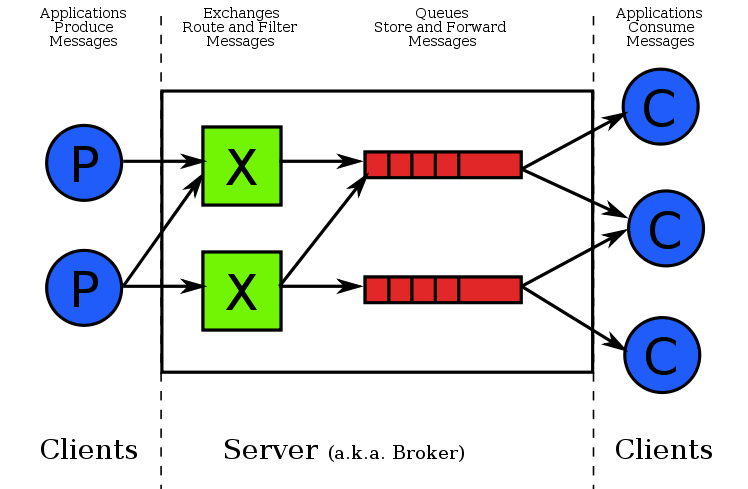 Applications
Produce
Messages
Exchanges
Route and Filter
Messages
Queues
Store and Forward
Messages
Applications
Consume
Messages
P
X
C
P
X
C
C
Clients
Server (a.k.a. Broker)
Clients